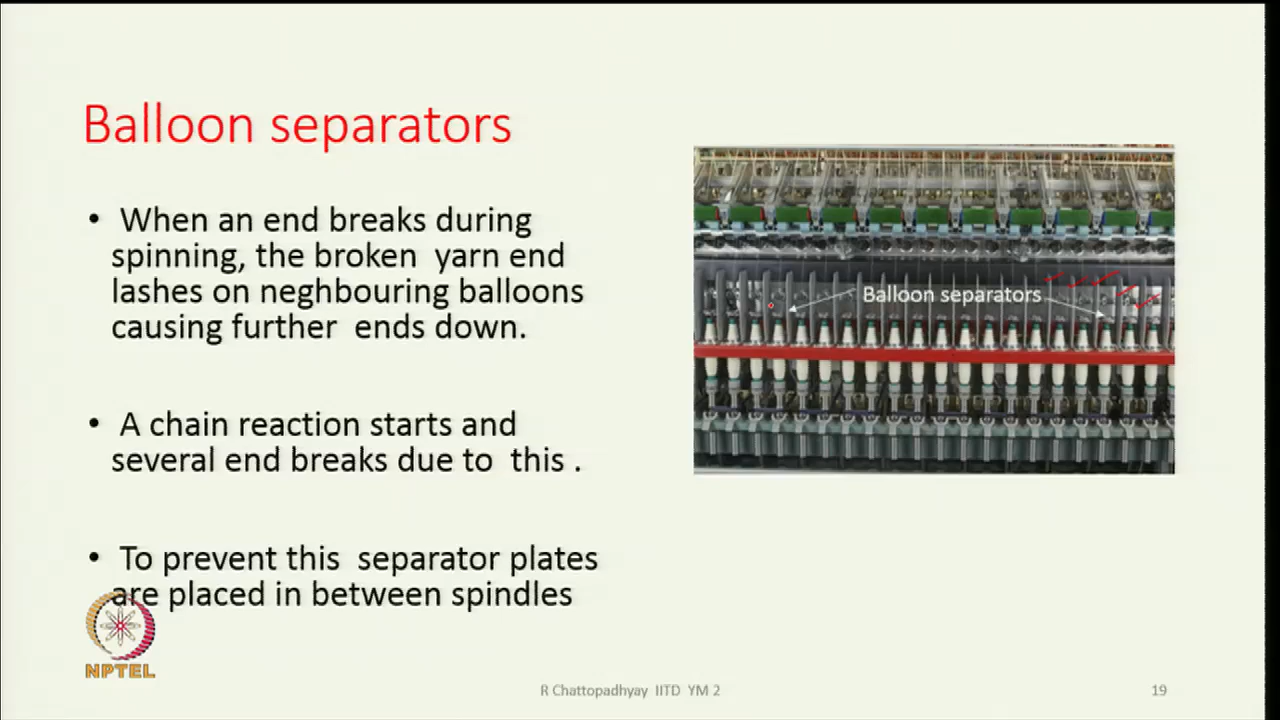 Balloon separators
• When an end breaks during
spinning, the broken yarn end
lashes on neghbouring balloons
causing further ends down.
• A chain reaction starts and
several end breaks due to this .
• To prevent this separator plates
are placed in between spindles
Balloon separators
NPTEL
R Chattopadhyay IITD YM 2
19